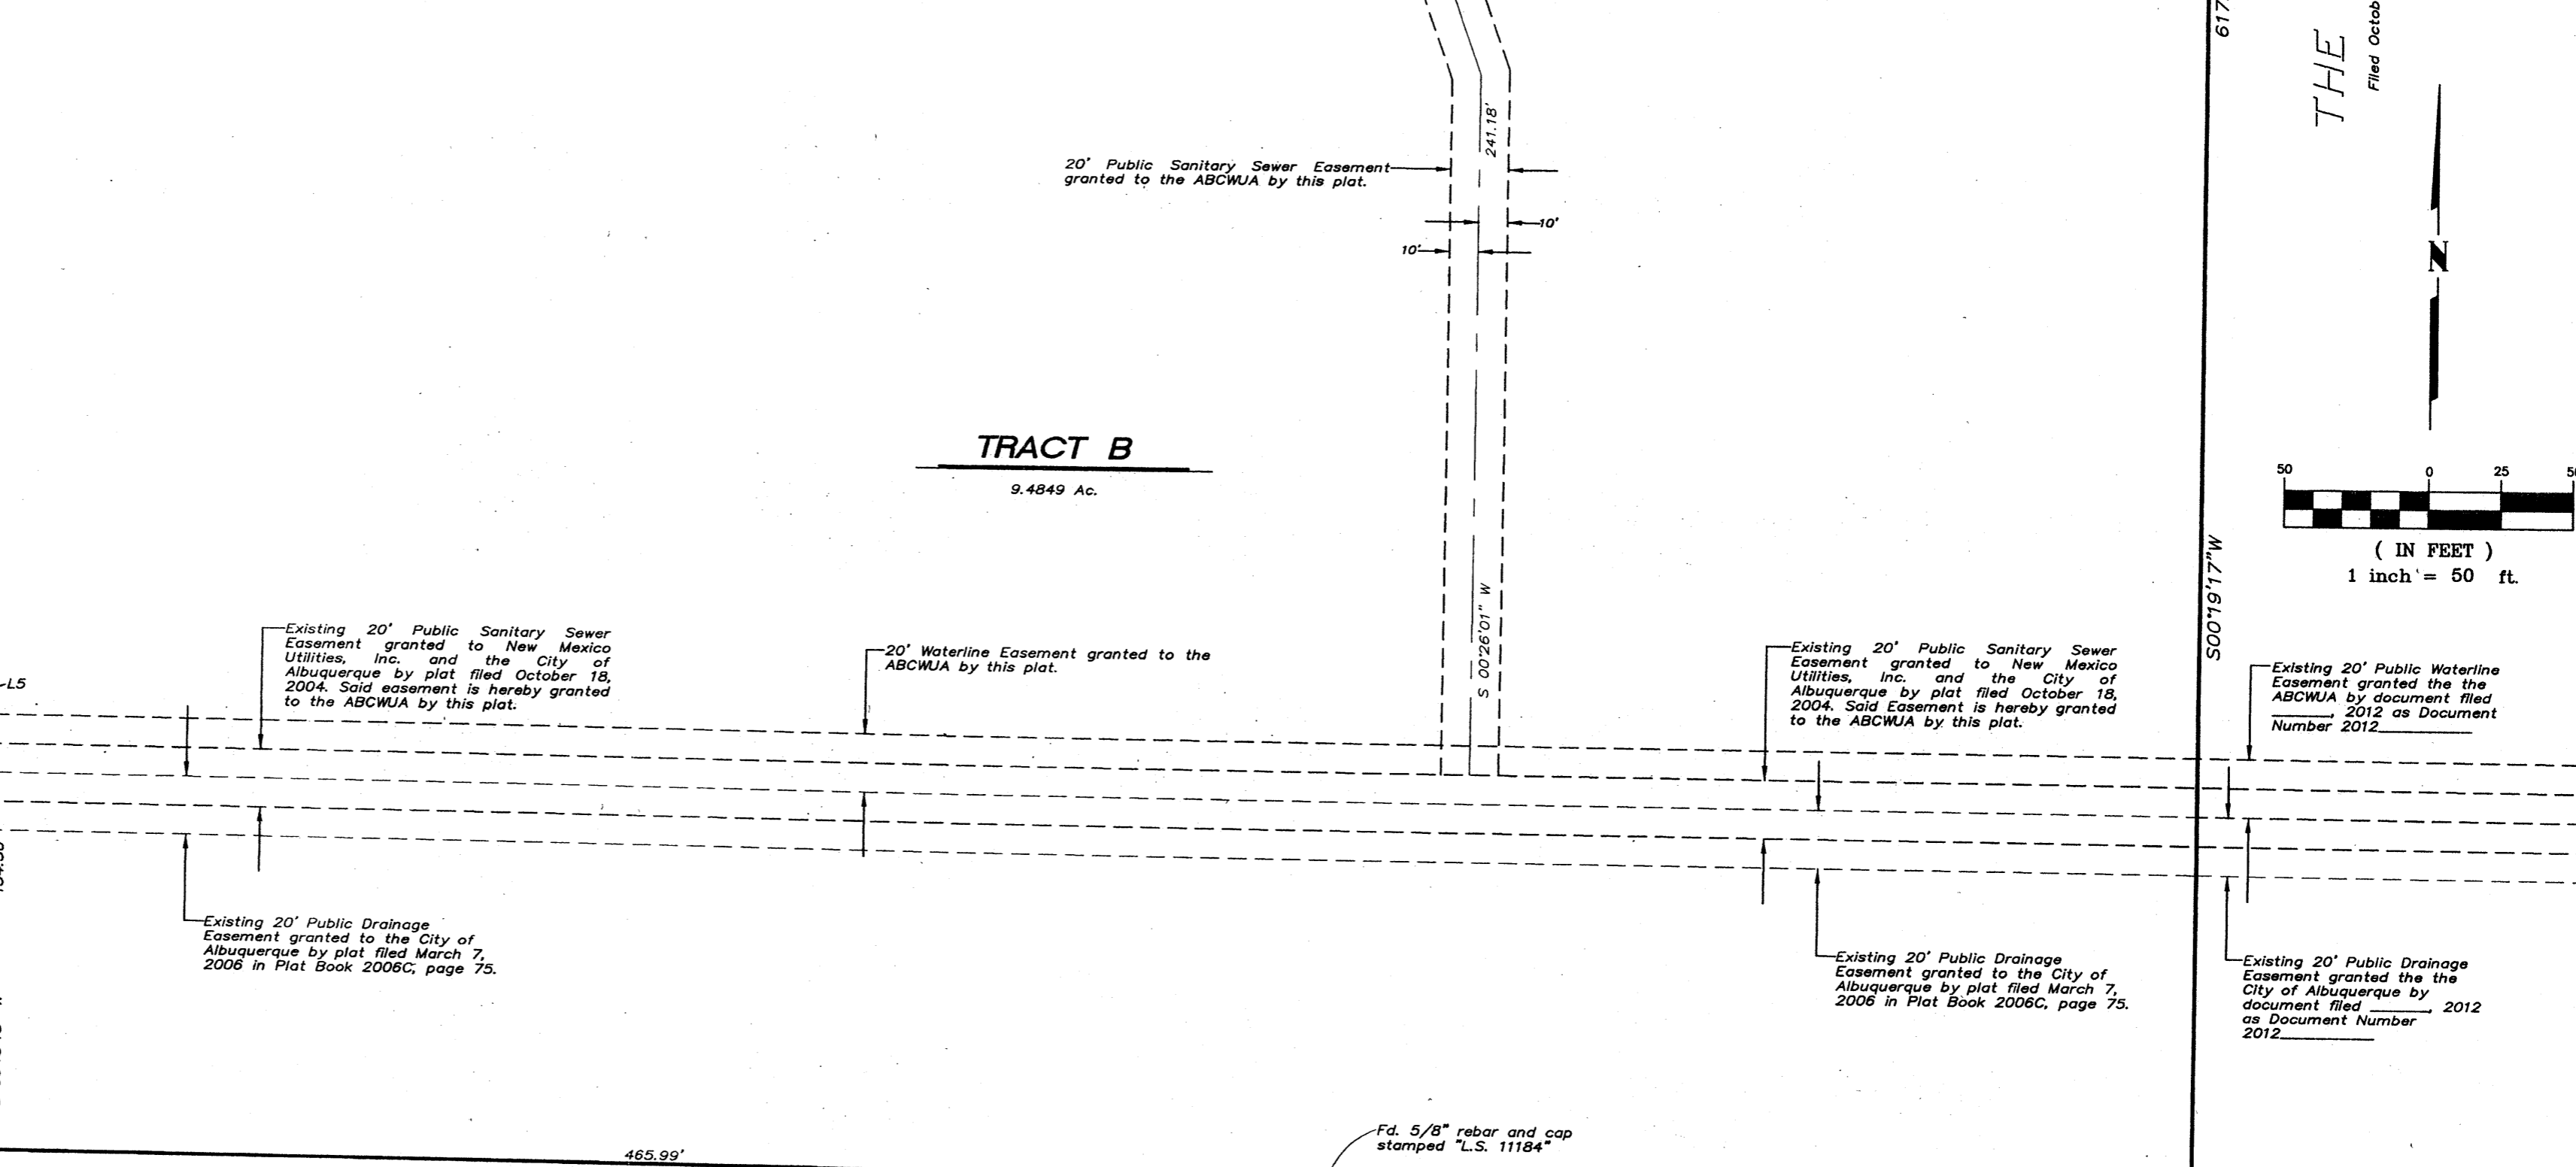 617
THE
Filed Octob
241.18'
20' Public Sanitary Sewer Easement
granted to the ABCWUA by this plat.
10'
10'
N
TRACT B
9.4849 Ac.
50 0 25
( IN FEET )
1 inch = 50 ft.
S 00°26'01" W
S00°19'17"W
Existing 20' Public Sanitary Sewer
Easement granted to New Mexico
Utilities, Inc. and the City of
Albuquerque by plat filed October 18,
2004. Said easement is hereby granted
to the ABCWUA by this plat.
20' Waterline Easement granted to the
ABCWUA by this plat.
Existing 20' Public Sanitary Sewer
Easement granted to New Mexico
Utilities, Inc. and the City of
Albuquerque by plat filed October 18,
2004. Said Easement is hereby granted
to the ABCWUA by this plat.
Existing 20' Public Waterline
Easement granted the the
ABCWUA by document filed
______, 2012 as Document
Number 2012__________
L5
Existing 20' Public Drainage
Easement granted to the City of
Albuquerque by plat filed March 7,
2006 in Plat Book 2006C, page 75.
Existing 20' Public Drainage
Easement granted to the City of
Albuquerque by plat filed March 7,
2006 in Plat Book 2006C, page 75.
Existing 20' Public Drainage
Easement granted the the
City of Albuquerque by
document filed ______, 2012
as Document Number
2012__________
465.99'
Fd. 5/8" rebar and cap
stamped "L.S. 11184"